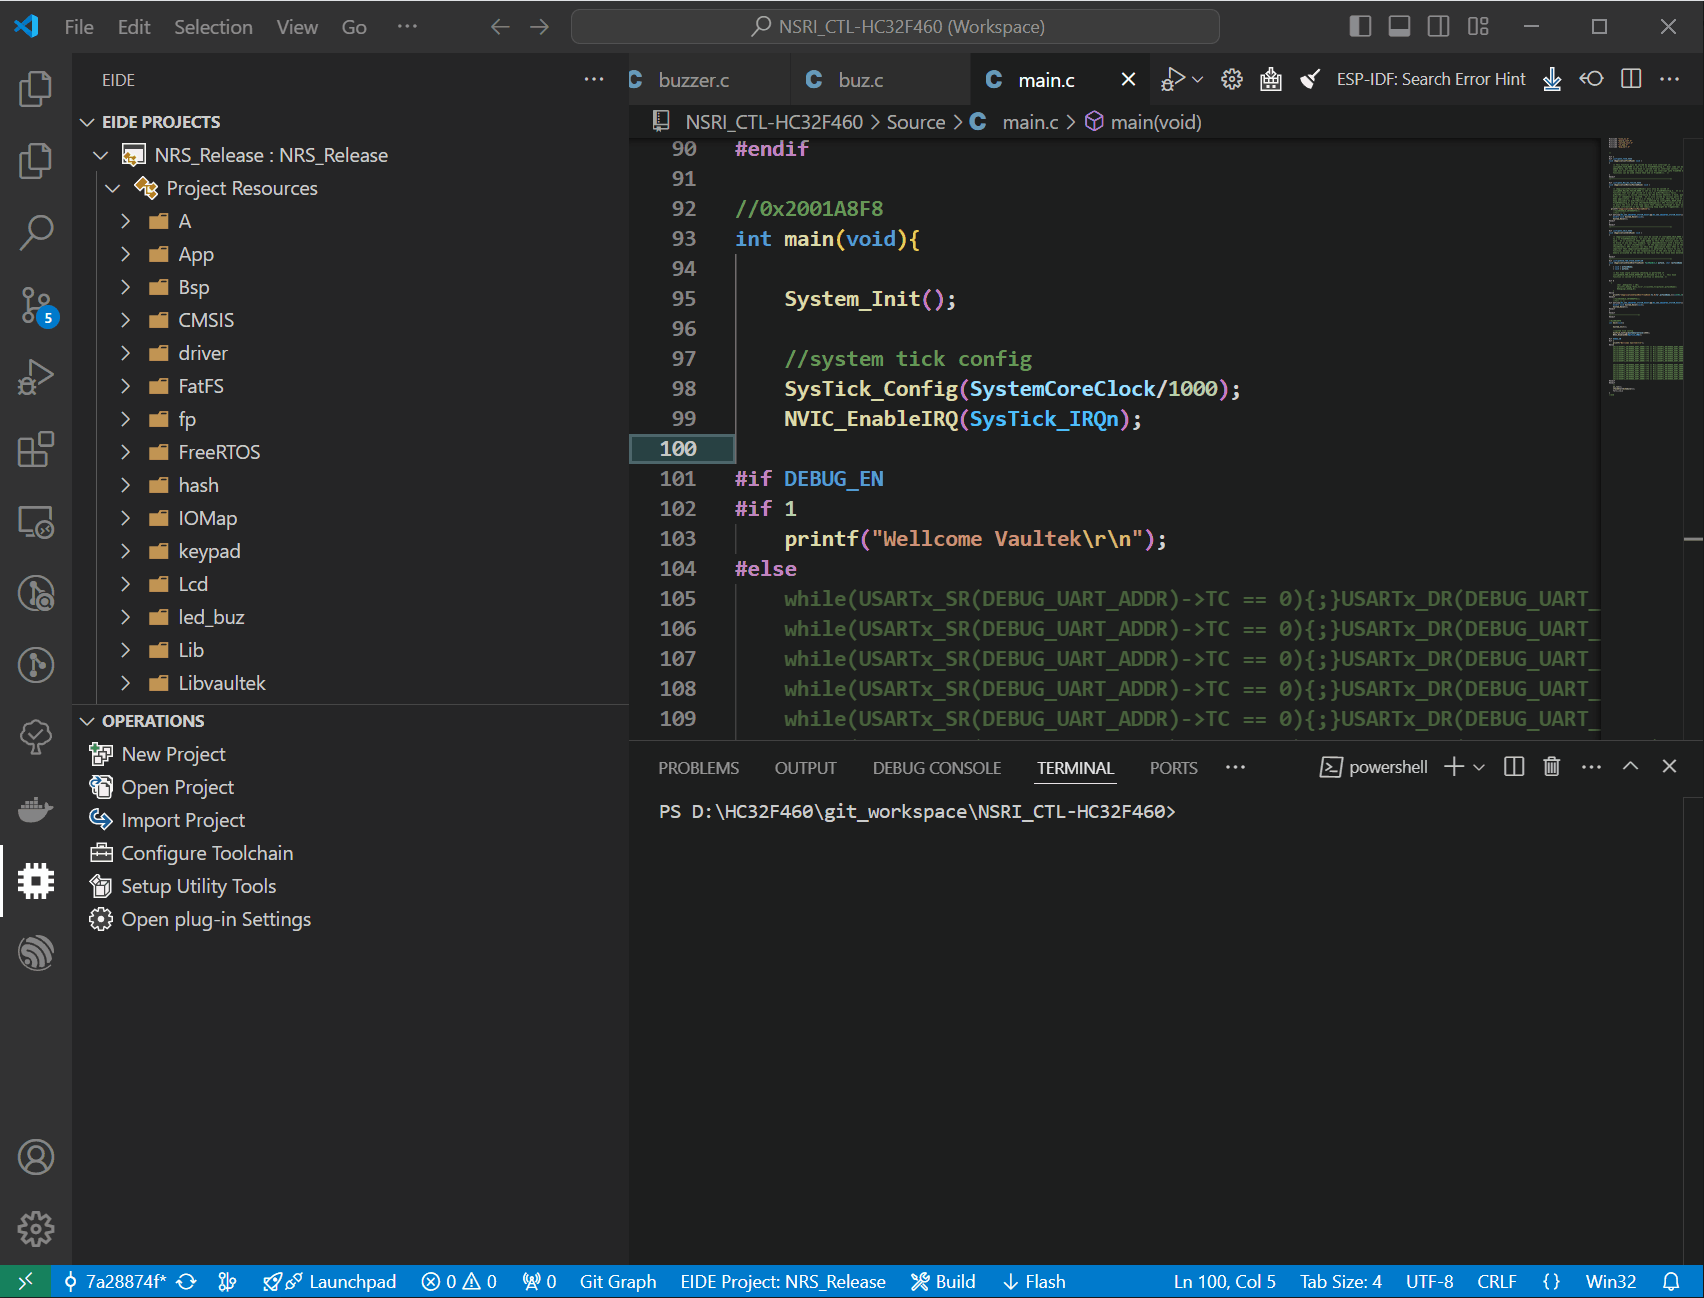 File Edit Selection View Go ···
NSRI_CTL-HC32F460 (Workspace)
EIDE
buzzer.c
buz.c
main.c
ESP-IDF: Search Error Hint
EIDE PROJECTS
NSRI_CTL-HC32F460 > Source > C main.c > main(void)
NRS_Release : NRS_Release
Project Resources
A
App
Bsp
CMSIS
driver
FatFS
fp
FreeRTOS
hash
IOMap
keypad
Lcd
led_buz
Lib
Libvaultek
90 #endif
91
92 //0x2001A8F8
93 int main(void){
94
95 System_Init();
96
97 //system tick config
98 SysTick_Config(SystemCoreClock/1000);
99 NVIC_EnableIRQ(SysTick_IRQn);
100
101 #if DEBUG_EN
102 #if 1
103 printf("Wellcome Vaultek\r\n");
104 #else
105 while(USARTx_SR(DEBUG_UART_ADDR)->TC == 0){;}USARTx_DR(DEBUG_UART_
106 while(USARTx_SR(DEBUG_UART_ADDR)->TC == 0){;}USARTx_DR(DEBUG_UART_
107 while(USARTx_SR(DEBUG_UART_ADDR)->TC == 0){;}USARTx_DR(DEBUG_UART_
108 while(USARTx_SR(DEBUG_UART_ADDR)->TC == 0){;}USARTx_DR(DEBUG_UART_
109 while(USARTx_SR(DEBUG_UART_ADDR)->TC == 0){;}USARTx_DR(DEBUG_UART_
5
OPERATIONS
New Project
Open Project
Import Project
Configure Toolchain
Setup Utility Tools
Open plug-in Settings
PROBLEMS OUTPUT DEBUG CONSOLE TERMINAL PORTS ···
powershell
PS D:\HC32F460\git_workspace\NSRI_CTL-HC32F460>
7a28874f* Launchpad 0 0 0 Git Graph EIDE Project: NRS_Release Build Flash Ln 100, Col 5 Tab Size: 4 UTF-8 CRLF {} Win32